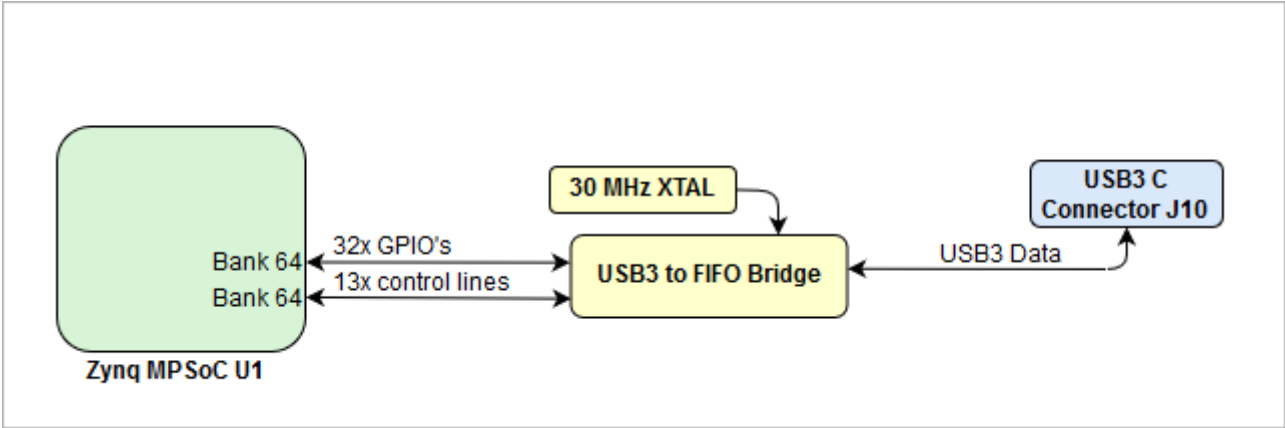 30 MHz XTAL
USB3 C
Connector J10
Bank 64
32x GPIO's
USB3 to FIFO Bridge
USB3 Data
Bank 64
13x control lines
Zynq MPSoC U1